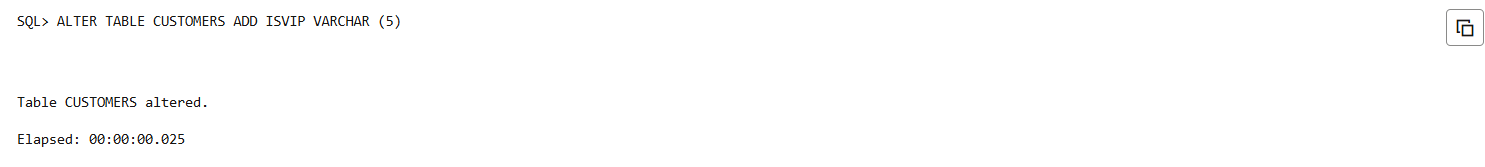 SQL> ALTER TABLE CUSTOMERS ADD ISVIP VARCHAR (5)
Table CUSTOMERS altered.
Elapsed: 00:00:00.025